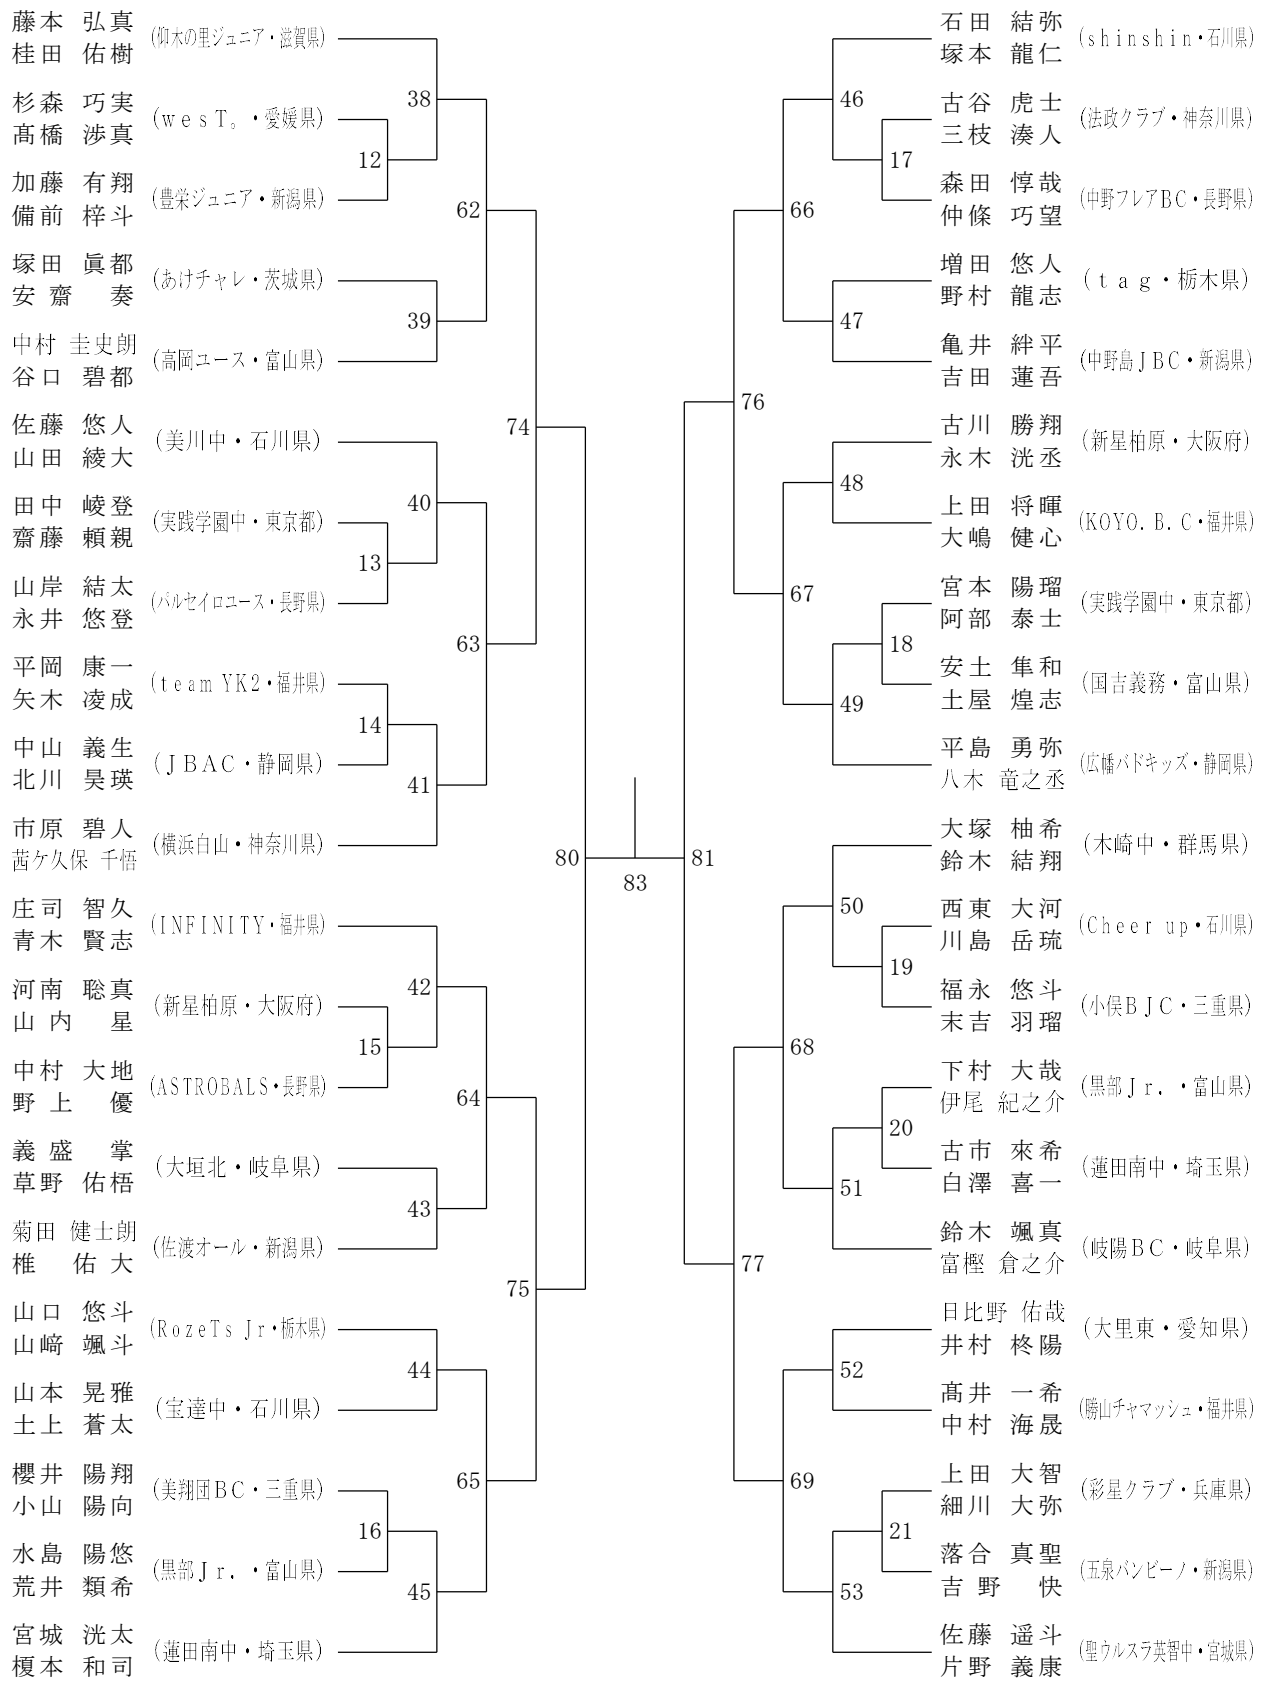 藤本 弘真
桂田 佑樹
(仰木の里ジュニア・滋賀県)
38
杉森 巧実
髙橋 渉真
(wesT。・愛媛県)
12
加藤 有翔
備前 梓斗
(豊栄ジュニア・新潟県)
62
塚田 眞都
安齋 奏
(あけチャレ・茨城県)
39
中村 圭史朗
谷口 碧都
(高岡ユース・富山県)
74
佐藤 悠人
山田 綾大
(美川中・石川県)
40
田中 崚登
齋藤 頼親
(実践学園中・東京都)
13
山岸 結太
永井 悠登
(パルセイロユース・長野県)
63
平岡 康一
矢木 凌成
(team YK2・福井県)
14
中山 義生
北川 昊瑛
(JBAC・静岡県)
41
市原 碧人
茜ケ久保 千悟
(横浜白山・神奈川県)
80
83
81
庄司 智久
青木 賢志
(INFINITY・福井県)
42
河南 聡真
山内 星
(新星柏原・大阪府)
15
中村 大地
野上 優
(ASTROBALS・長野県)
64
義盛 掌
草野 佑梧
(大垣北・岐阜県)
43
菊田 健士朗
椎 佑大
(佐渡オール・新潟県)
75
山口 悠斗
山﨑 颯斗
(RozeTs Jr・栃木県)
44
山本 晃雅
土上 蒼太
(宝達中・石川県)
65
櫻井 陽翔
小山 陽向
(美翔団BC・三重県)
16
水島 陽悠
荒井 類希
(黒部Jr.・富山県)
45
宮城 洸太
榎本 和司
(蓮田南中・埼玉県)
石田 結弥
塚本 龍仁
(shinshin・石川県)
46
古谷 虎士
三枝 湊人
(法政クラブ・神奈川県)
17
森田 惇哉
仲條 巧望
(中野フレアBC・長野県)
66
増田 悠人
野村 龍志
(tag・栃木県)
47
亀井 絆平
吉田 蓮吾
(中野島JBC・新潟県)
76
古川 勝翔
永木 洸丞
(新星柏原・大阪府)
48
上田 将暉
大嶋 健心
(KOYO.B.C・福井県)
67
宮本 陽瑠
阿部 泰士
(実践学園中・東京都)
18
安土 隼和
土屋 煌志
(国吉義務・富山県)
49
平島 勇弥
八木 竜之丞
(広幡バドキッズ・静岡県)
大塚 柚希
鈴木 結翔
(木崎中・群馬県)
50
西東 大河
川島 岳琉
(Cheer up・石川県)
19
福永 悠斗
末吉 羽瑠
(小俣BJC・三重県)
68
下村 大哉
伊尾 紀之介
(黒部Jr.・富山県)
20
古市 來希
白澤 喜一
(蓮田南中・埼玉県)
51
鈴木 颯真
富樫 倉之介
(岐陽BC・岐阜県)
77
日比野 佑哉
井村 柊陽
(大里東・愛知県)
52
髙井 一希
中村 海晟
(勝山チャマッシュ・福井県)
69
上田 大智
細川 大弥
(彩星クラブ・兵庫県)
21
落合 真聖
吉野 快
(五泉バンビーノ・新潟県)
53
佐藤 遥斗
片野 義康
(聖ウルスラ英智中・宮城県)